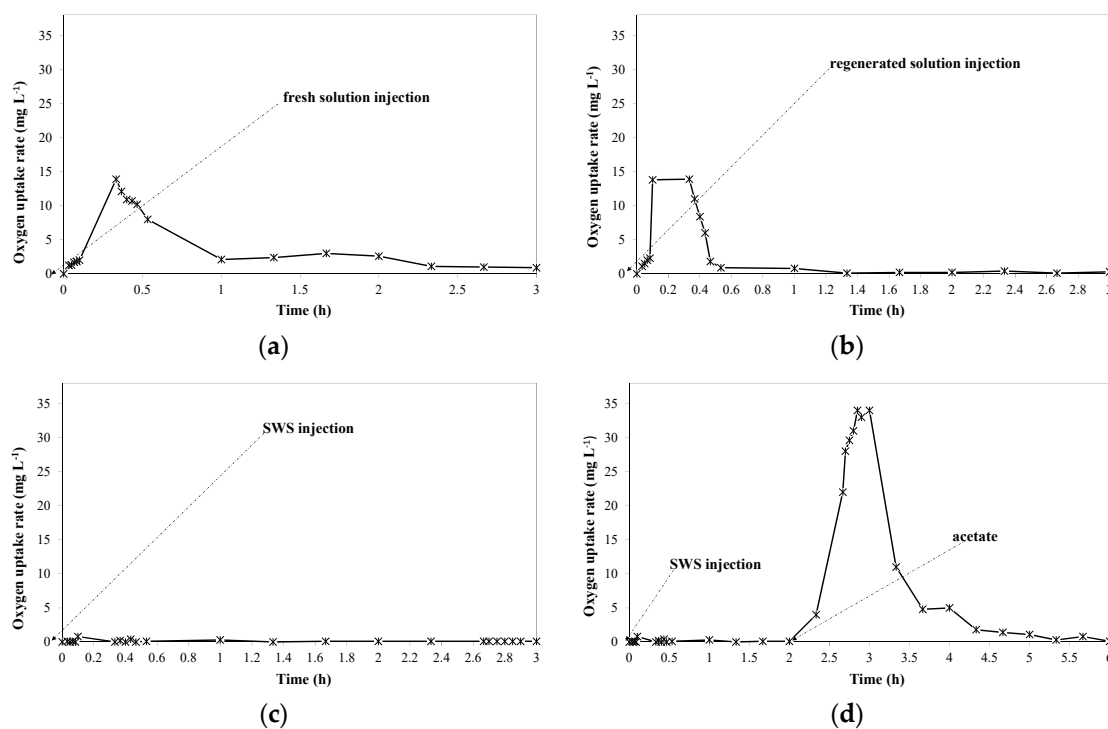 35
30
25
20
15
10
5
0
Oxygen uptake rate (mg L⁻¹)
fresh solution injection
0 0.5 1 1.5 2 2.5 3
Time (h)
(a)
35
30
25
20
15
10
5
0
Oxygen uptake rate (mg L⁻¹)
regenerated solution injection
0 0.2 0.4 0.6 0.8 1 1.2 1.4 1.6 1.8 2 2.2 2.4 2.6 2.8 3
Time (h)
(b)
35
30
25
20
15
10
5
0
Oxygen uptake rate (mg L⁻¹)
SWS injection
0 0.2 0.4 0.6 0.8 1 1.2 1.4 1.6 1.8 2 2.2 2.4 2.6 2.8 3
Time (h)
(c)
35
30
25
20
15
10
5
0
Oxygen uptake rate (mg L⁻¹)
SWS injection
acetate
0 0.5 1 1.5 2 2.5 3 3.5 4 4.5 5 5.5 6
Time (h)
(d)